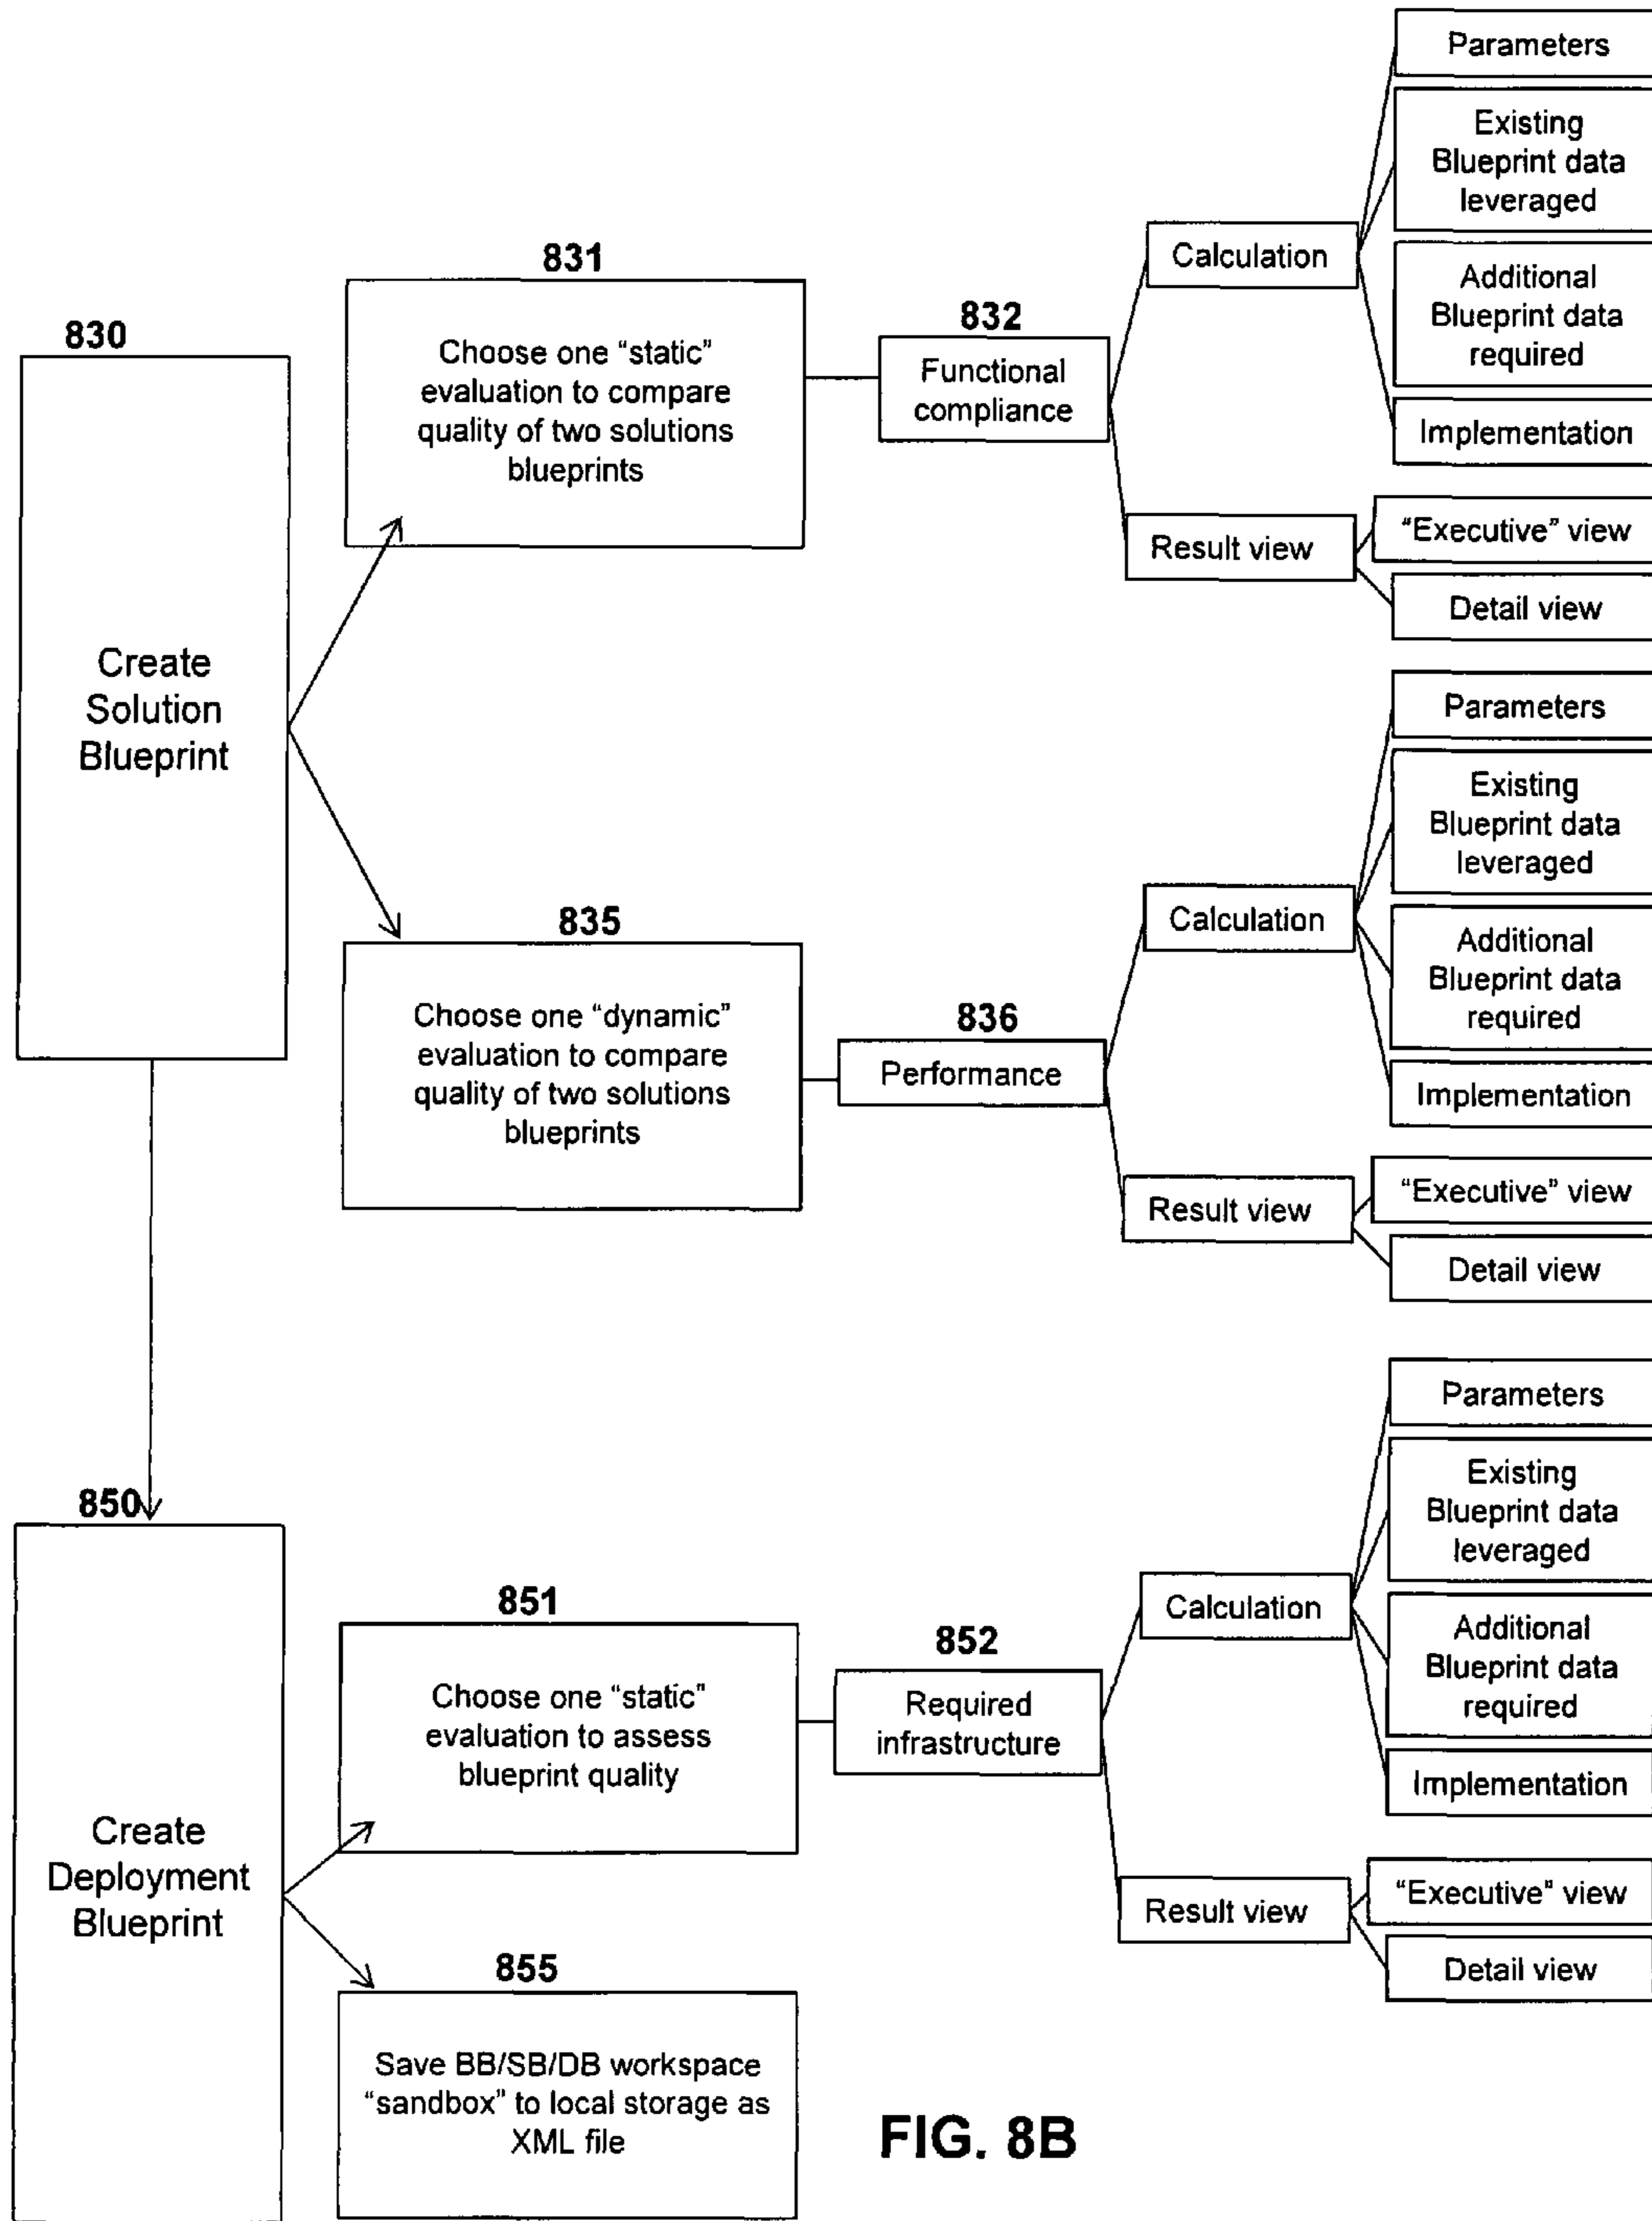 830
Create
Solution
Blueprint
831
Choose one “static”
evaluation to compare
quality of two solutions
blueprints
832
Functional
compliance
Calculation
Parameters
Existing
Blueprint data
leveraged
Additional
Blueprint data
required
Implementation
Result view
“Executive” view
Detail view
835
Choose one “dynamic”
evaluation to compare
quality of two solutions
blueprints
836
Performance
Calculation
Parameters
Existing
Blueprint data
leveraged
Additional
Blueprint data
required
Implementation
Result view
“Executive” view
Detail view
850
Create
Deployment
Blueprint
851
Choose one “static”
evaluation to assess
blueprint quality
852
Required
infrastructure
Calculation
Parameters
Existing
Blueprint data
leveraged
Additional
Blueprint data
required
Implementation
Result view
“Executive” view
Detail view
855
Save BB/SB/DB workspace
“sandbox” to local storage as
XML file
FIG. 8B